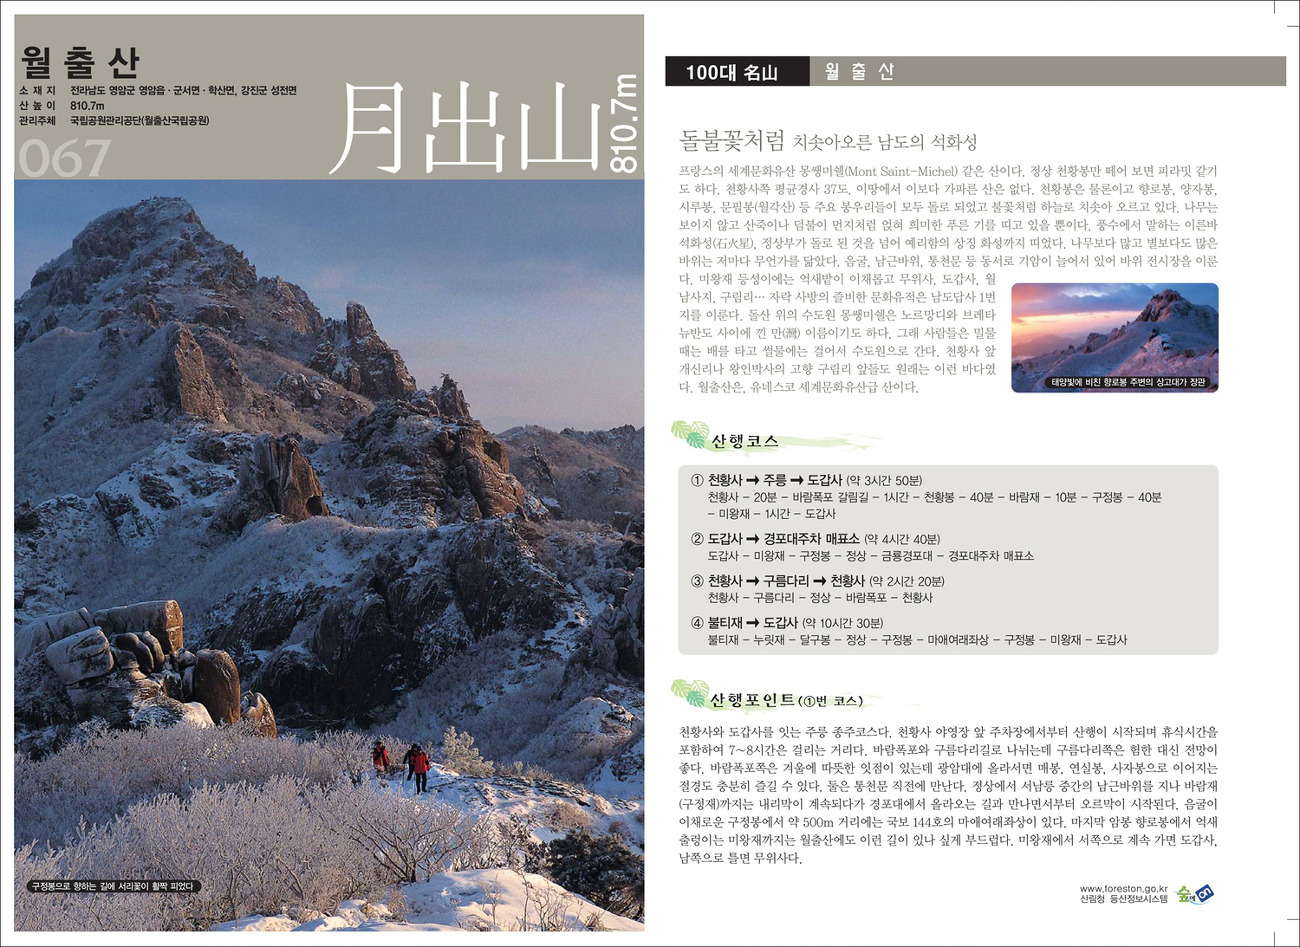 월출산
소 재 지 전라남도 영암군 영암읍 · 군서면 · 학산면, 강진군 성전면
산 높 이 810.7m
관리주체 국립공원관리공단(월출산국립공원)
067
月出山
810.7m
구정봉으로 향하는 길에 서리꽃이 활짝 피었다
100대 名山 월 출 산
돌불꽃처럼 치솟아오른 남도의 석화성
프랑스의 세계문화유산 몽쌩미쉘(Mont Saint-Michel) 같은 산이다. 정상 천황봉만 떼어 보면 피라밋 같기
도 하다. 천황사쪽 평균경사 37도. 이땅에서 이보다 가파른 산은 없다. 천황봉은 물론이고 향로봉, 양자봉,
시루봉, 문필봉(월각산) 등 주요 봉우리들이 모두 돌로 되었고 불꽃처럼 하늘로 치솟아 오르고 있다. 나무는
보이지 않고 산죽이나 덤불이 먼지처럼 얹혀 희미한 푸른 기를 띠고 있을 뿐이다. 풍수에서 말하는 이른바
석화성(石火星), 정상부가 돌로 된 것을 넘어 예리함의 상징 화성까지 띠었다. 나무보다 많고 별보다도 많은
바위는 저마다 무언가를 닮았다. 음굴, 남근바위, 통천문 등 동서로 기암이 늘어서 있어 바위 전시장을 이룬
다. 미왕재 등성이에는 억새밭이 이채롭고 무위사, 도갑사, 월
남사지, 구림리… 자락 사방의 즐비한 문화유적은 남도답사 1번
지를 이룬다. 돌산 위의 수도원 몽쌩미쉘은 노르망디와 브레타
뉴반도 사이에 낀 만(灣) 이름이기도 하다. 그래 사람들은 밀물
때는 배를 타고 썰물에는 걸어서 수도원으로 간다. 천황사 앞
개신리나 왕인박사의 고향 구림리 앞들도 원래는 이런 바다였
다. 월출산은, 유네스코 세계문화유산급 산이다.
태양빛에 비친 향로봉 주변의 상고대가 장관
산행코스
① 천황사 ➞ 주릉 ➞ 도갑사 (약 3시간 50분)
천황사 – 20분 – 바람폭포 갈림길 – 1시간 – 천황봉 – 40분 – 바람재 – 10분 – 구정봉 – 40분
– 미왕재 – 1시간 – 도갑사
② 도갑사 ➞ 경포대주차 매표소 (약 4시간 40분)
도갑사 – 미왕재 – 구정봉 – 정상 – 금릉경포대 – 경포대주차 매표소
③ 천황사 ➞ 구름다리 ➞ 천황사 (약 2시간 20분)
천황사 – 구름다리 – 정상 – 바람폭포 – 천황사
④ 불티재 ➞ 도갑사 (약 10시간 30분)
불티재 – 누릿재 – 달구봉 – 정상 – 구정봉 – 마애여래좌상 – 구정봉 – 미왕재 – 도갑사
산행포인트(①번 코스)
천황사와 도갑사를 잇는 주릉 종주코스다. 천황사 야영장 앞 주차장에서부터 산행이 시작되며 휴식시간을
포함하여 7~8시간은 걸리는 거리다. 바람폭포와 구름다리길로 나뉘는데 구름다리쪽은 험한 대신 전망이
좋다. 바람폭포쪽은 겨울에 따뜻한 잇점이 있는데 광암대에 올라서면 매봉, 연실봉, 사자봉으로 이어지는
절경도 충분히 즐길 수 있다. 둘은 통천문 직전에 만난다. 정상에서 서남릉 중간의 남근바위를 지나 바람재
(구정재)까지는 내리막이 계속되다가 경포대에서 올라오는 길과 만나면서부터 오르막이 시작된다. 음굴이
이채로운 구정봉에서 약 500m 거리에는 국보 144호의 마애여래좌상이 있다. 마지막 암봉 향로봉에서 억새
출렁이는 미왕재까지는 월출산에도 이런 길이 있나 싶게 부드럽다. 미왕재에서 서쪽으로 계속 가면 도갑사,
남쪽으로 틀면 무위사다.
www.foreston.go.kr
산림청 등산정보시스템
숲에on